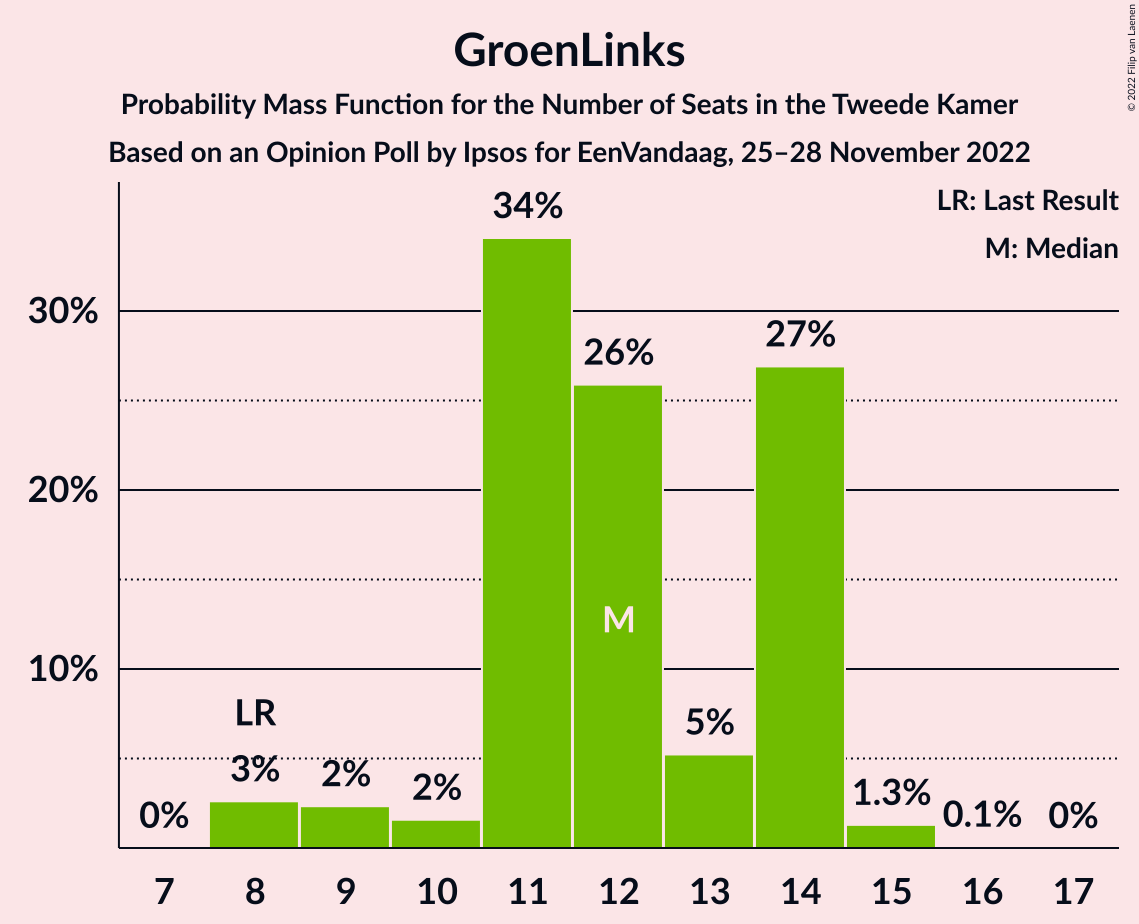 GroenLinks
Probability Mass Function for the Number of Seats in the Tweede Kamer
Based on an Opinion Poll by Ipsos for EenVandaag, 25–28 November 2022
© 2022 Filip van Laenen
LR: Last Result
M: Median
34%
30%
27%
26%
20%
M
10%
LR
5%
3%
2%
2%
1.3%
0%
0.1%
0%
7 8 9 10 11 12 13 14 15 16 17